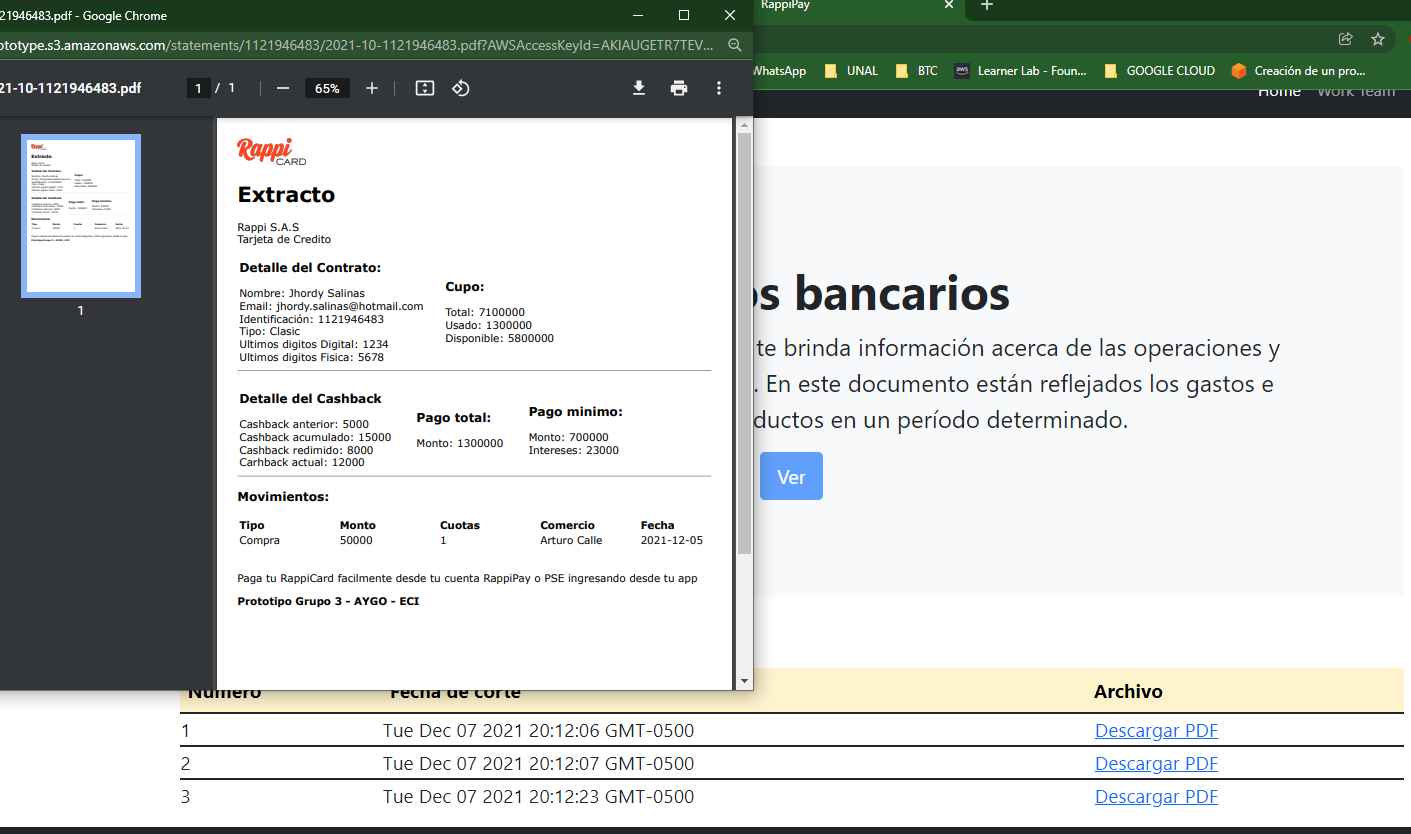 1121946483.pdf - Google Chrome
ototype.s3.amazonaws.com/statements/1121946483/2021-10-1121946483.pdf?AWSAccessKeyId=AKIAUGETR7TEV...
21-10-1121946483.pdf
1 / 1
65%
1
Rappi
CARD
Extracto
Rappi S.A.S
Tarjeta de Credito
Detalle del Contrato:
Nombre: Jhordy Salinas
Email: jhordy.salinas@hotmail.com
Identificación: 1121946483
Tipo: Clasic
Ultimos digitos Digital: 1234
Ultimos digitos Fisica: 5678
Cupo:
Total: 7100000
Usado: 1300000
Disponible: 5800000
Detalle del Cashback
Cashback anterior: 5000
Cashback acumulado: 15000
Cashback redimido: 8000
Carhback actual: 12000
Pago total:
Monto: 1300000
Pago minimo:
Monto: 700000
Intereses: 23000
Movimientos:
Tipo Monto Cuotas Comercio Fecha
Compra 50000 1 Arturo Calle 2021-12-05
Paga tu RappiCard facilmente desde tu cuenta RappiPay o PSE ingresando desde tu app
Prototipo Grupo 3 - AYGO - ECI
RappiPay
WhatsApp UNAL BTC aws Learner Lab - Foun... GOOGLE CLOUD Creación de un pro...
Home Work Team
os bancarios
te brinda información acerca de las operaciones y
. En este documento están reflejados los gastos e
ductos en un período determinado.
Ver
Numero Fecha de corte Archivo
1 Tue Dec 07 2021 20:12:06 GMT-0500 Descargar PDF
2 Tue Dec 07 2021 20:12:07 GMT-0500 Descargar PDF
3 Tue Dec 07 2021 20:12:23 GMT-0500 Descargar PDF